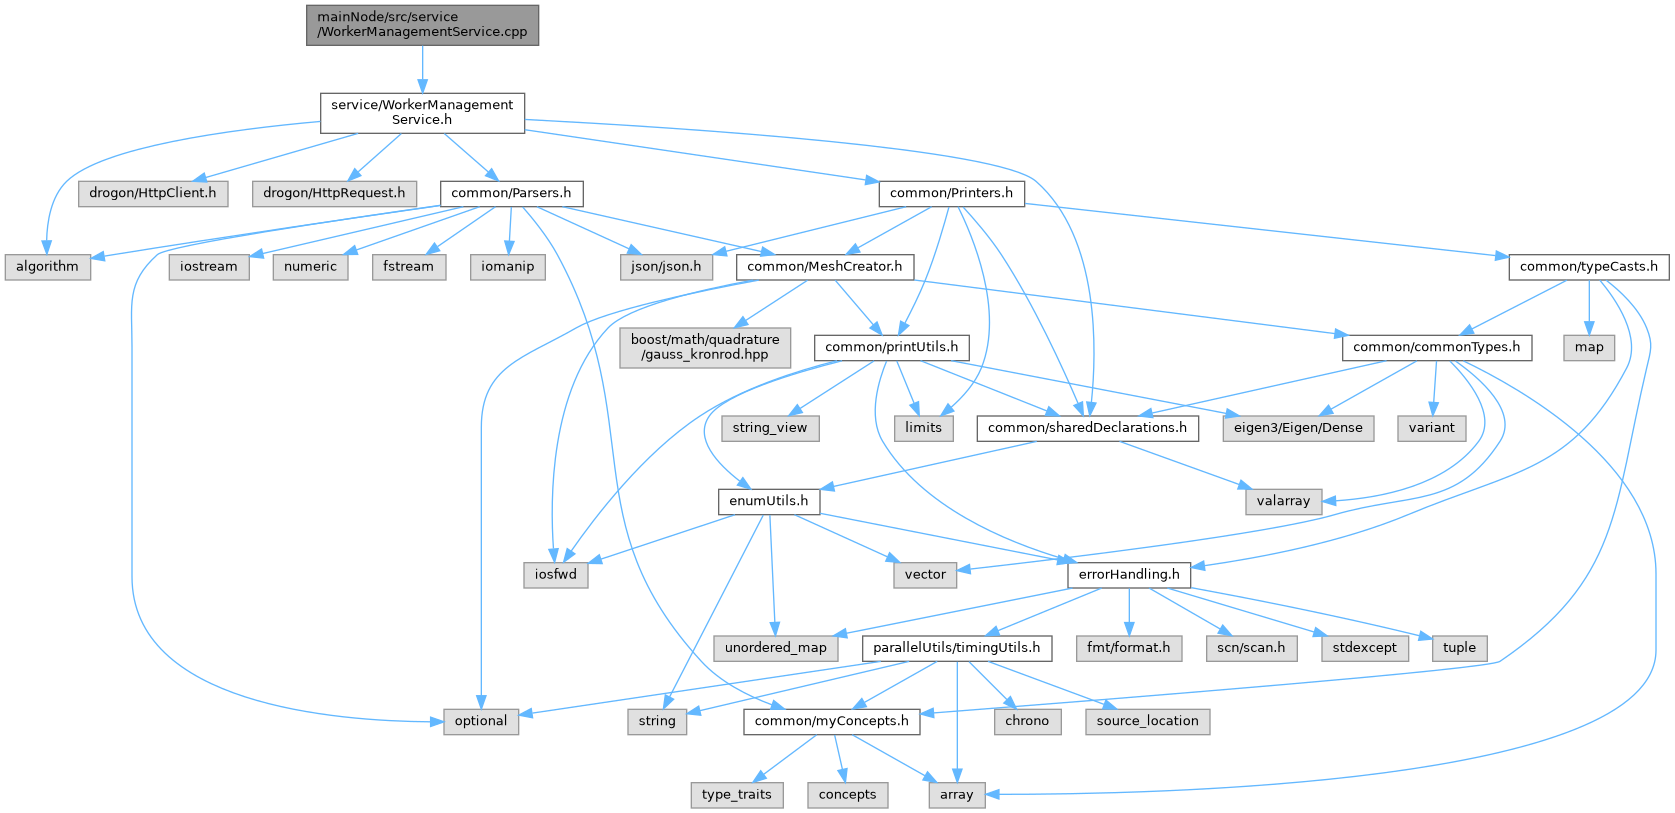 mainNode/src/service
/WorkerManagementService.cpp
service/WorkerManagement
Service.h
drogon/HttpClient.h
drogon/HttpRequest.h
common/Parsers.h
common/Printers.h
algorithm
iostream
numeric
fstream
iomanip
json/json.h
common/MeshCreator.h
common/typeCasts.h
boost/math/quadrature
/gauss_kronrod.hpp
common/printUtils.h
common/commonTypes.h
map
string_view
limits
common/sharedDeclarations.h
eigen3/Eigen/Dense
variant
enumUtils.h
valarray
iosfwd
vector
errorHandling.h
unordered_map
parallelUtils/timingUtils.h
fmt/format.h
scn/scan.h
stdexcept
tuple
optional
string
common/myConcepts.h
chrono
source_location
type_traits
concepts
array